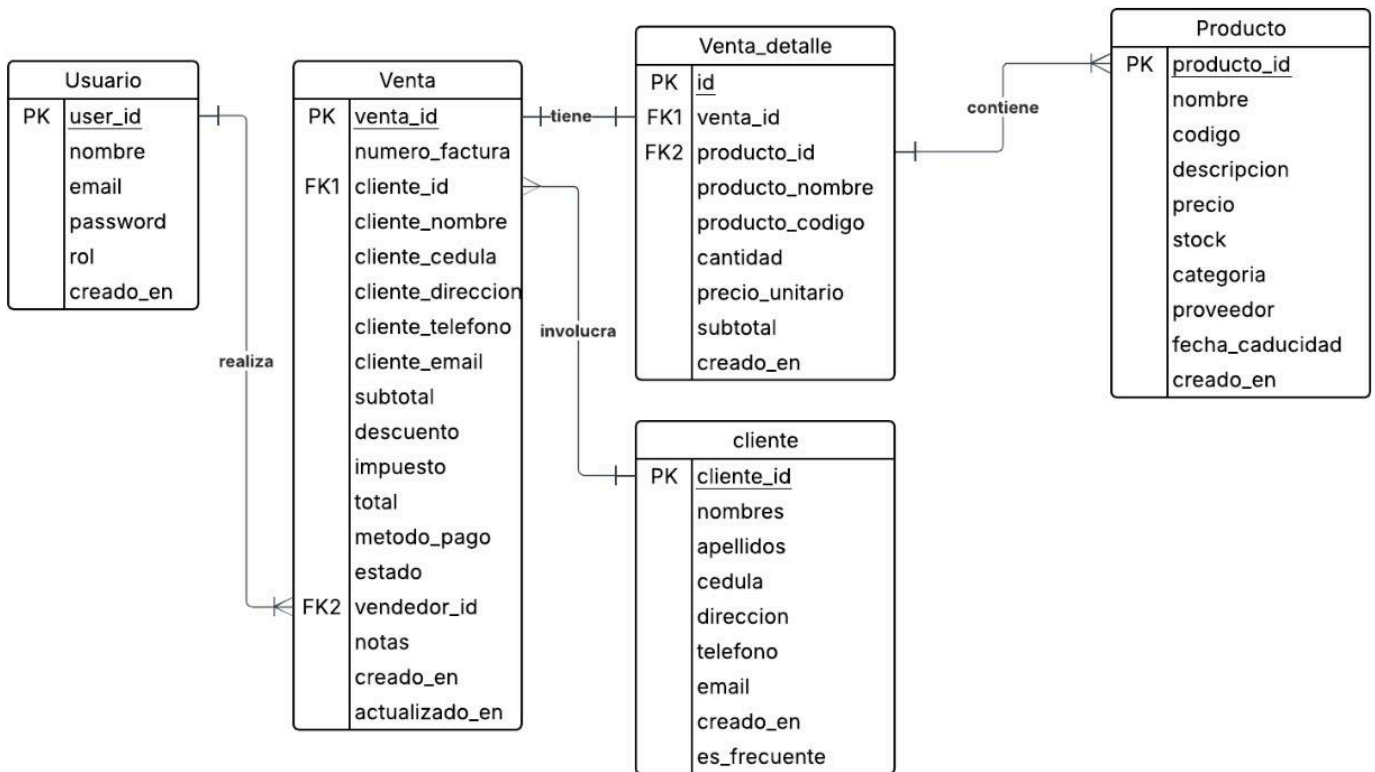 Usuario
PK user_id
nombre
email
password
rol
creado_en
realiza
Venta
PK venta_id
numero_factura
FK1 cliente_id
cliente_nombre
cliente_cedula
cliente_direccion
cliente_telefono
cliente_email
subtotal
descuento
impuesto
total
metodo_pago
estado
FK2 vendedor_id
notas
creado_en
actualizado_en
tiene
involucra
Venta_detalle
PK id
FK1 venta_id
FK2 producto_id
producto_nombre
producto_codigo
cantidad
precio_unitario
subtotal
creado_en
cliente
PK cliente_id
nombres
apellidos
cedula
direccion
telefono
email
creado_en
es_frecuente
contiene
Producto
PK producto_id
nombre
codigo
descripcion
precio
stock
categoria
proveedor
fecha_caducidad
creado_en